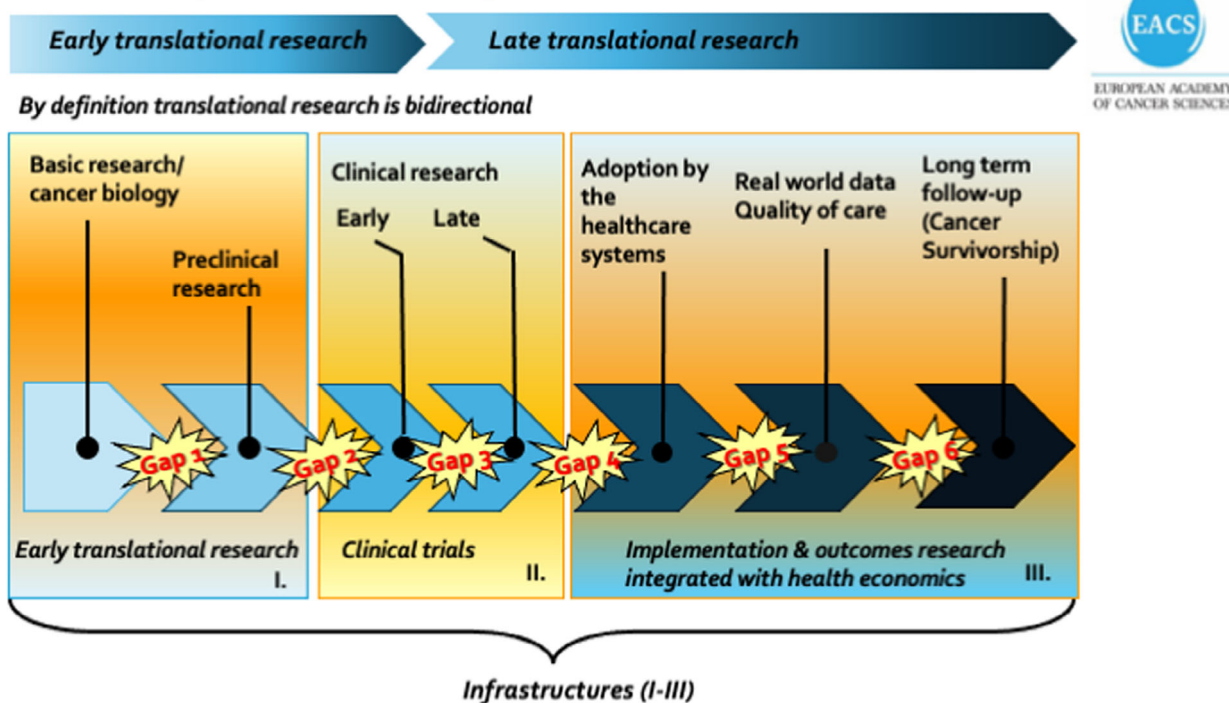 Early translational research
Late translational research
EACS
EUROPEAN ACADEMY
OF CANCER SCIENCES
By definition translational research is bidirectional
Basic research/
cancer biology
Preclinical
research
Clinical research
Early
Late
Adoption by
the
healthcare
systems
Real world data
Quality of care
Long term
follow-up
(Cancer
Survivorship)
Gap 1
Gap 2
Gap 3
Gap 4
Gap 5
Gap 6
Early translational research
I.
Clinical trials
II.
Implementation & outcomes research
integrated with health economics
III.
Infrastructures (I-III)